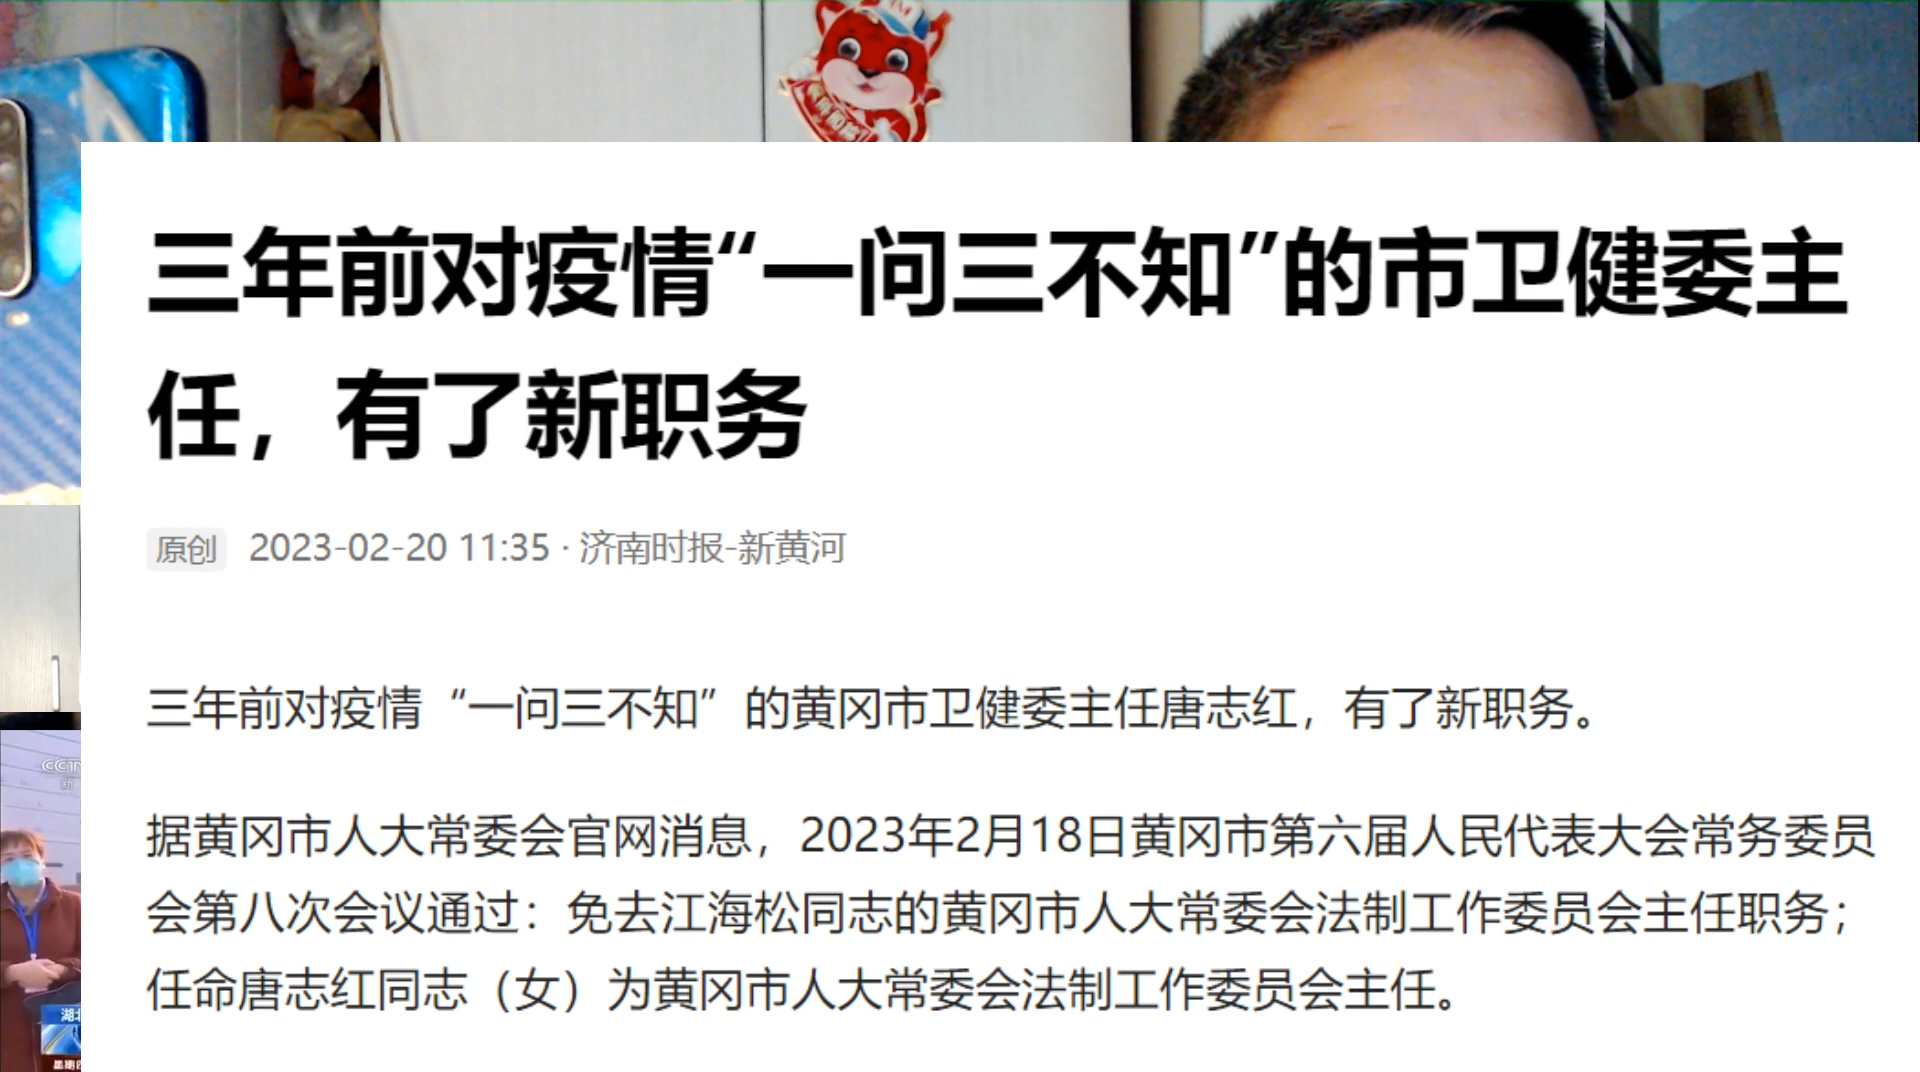 三年前对疫情“一问三不知”的市卫健委主
任，有了新职务
原创 2023-02-20 11:35 · 济南时报-新黄河
三年前对疫情“一问三不知”的黄冈市卫健委主任唐志红，有了新职务。
据黄冈市人大常委会官网消息，2023年2月18日黄冈市第六届人民代表大会常务委员
会第八次会议通过：免去江海松同志的黄冈市人大常委会法制工作委员会主任职务；
任命唐志红同志（女）为黄冈市人大常委会法制工作委员会主任。
CCTV
新
湖北
星期